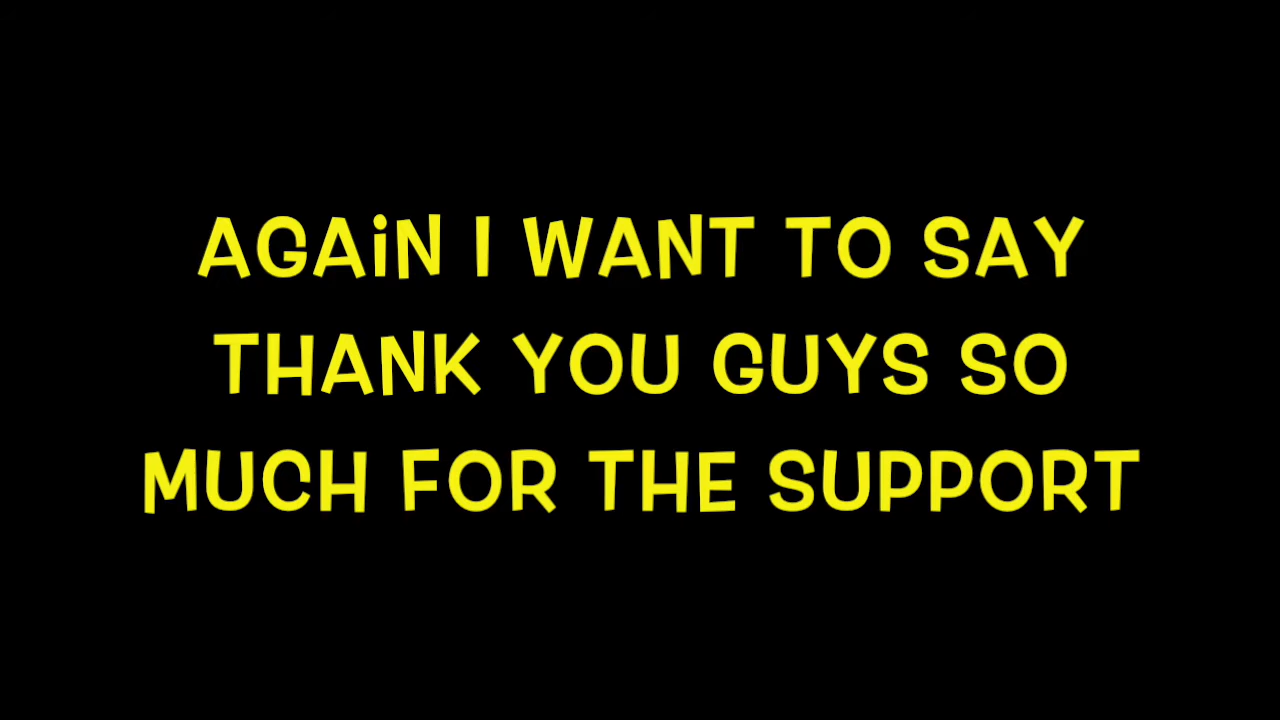 AGAiN I WANT TO SAY
THANK YOU GUYS SO
MUCH FOR THE SUPPORT